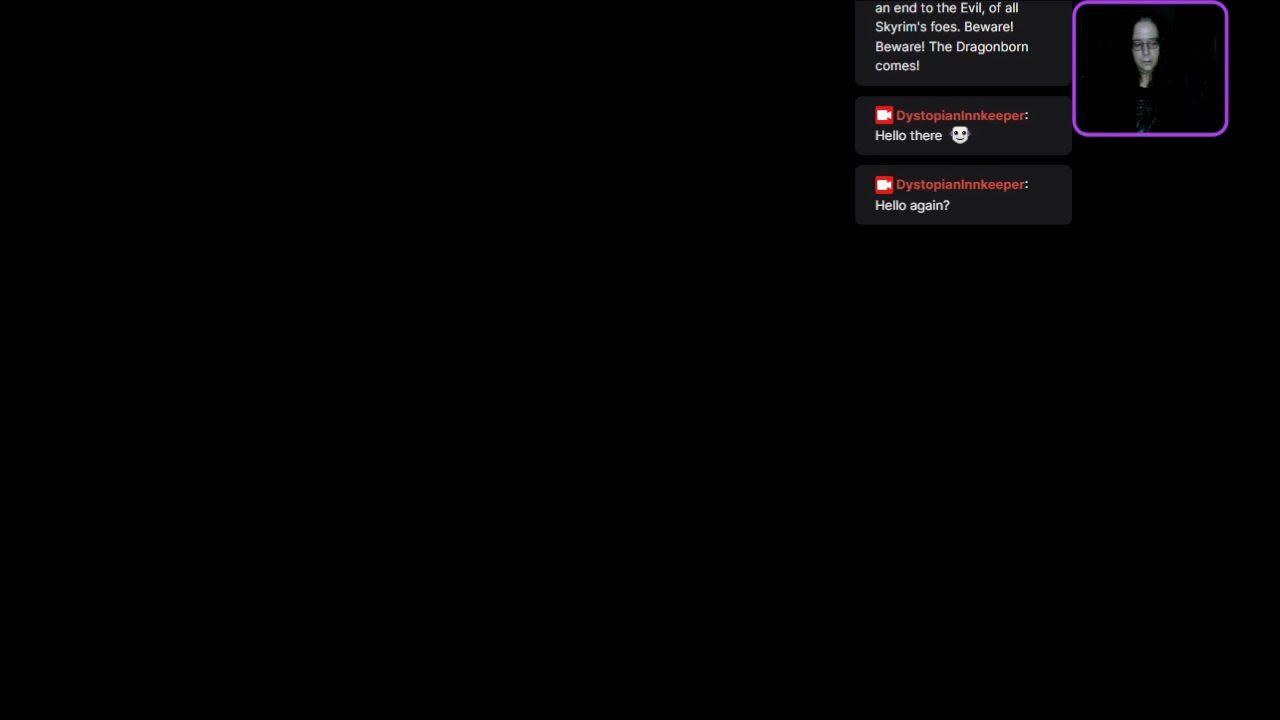 an end to the Evil, of all
Skyrim's foes. Beware!
Beware! The Dragonborn
comes!
DystopianInnkeeper:
Hello there
DystopianInnkeeper:
Hello again?